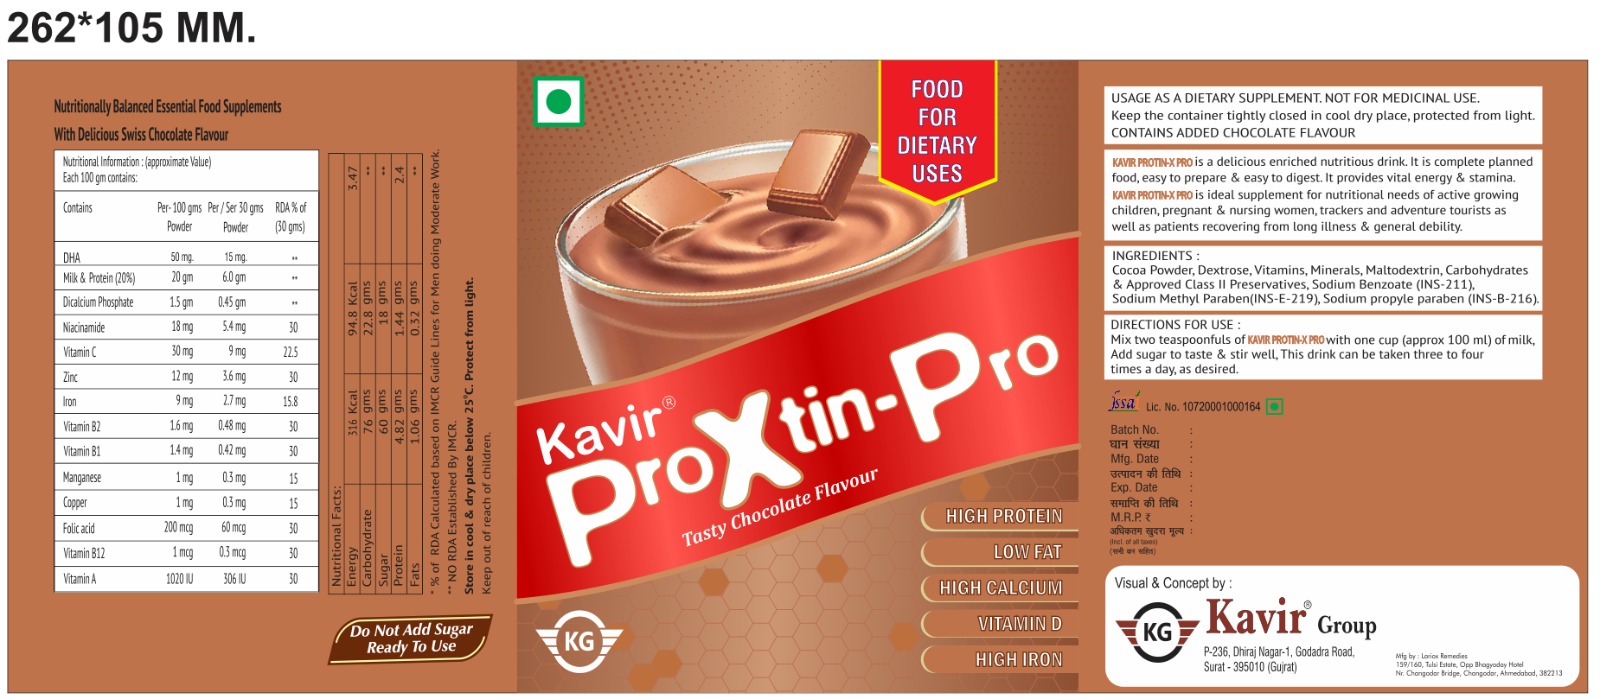 262*105 MM.
Nutritionally Balanced Essential Food Supplements
With Delicious Swiss Chocolate Flavour
Nutritional Information : (approximate Value)
Each 100 gm contains:
Contains Per- 100 gms Powder Per / Ser 30 gms Powder RDA % of (30 gms)
DHA 50 mg. 15 mg. **
Milk & Protein (20%) 20 gm 6.0 gm **
Dicalcium Phosphate 1.5 gm 0.45 gm **
Niacinamide 18 mg 5.4 mg 30
Vitamin C 30 mg 9 mg 22.5
Zinc 12 mg 3.6 mg 30
Iron 9 mg 2.7 mg 15.8
Vitamin B2 1.6 mg 0.48 mg 30
Vitamin B1 1.4 mg 0.42 mg 30
Manganese 1 mg 0.3 mg 15
Copper 1 mg 0.3 mg 15
Folic acid 200 mcg 60 mcg 30
Vitamin B12 1 mcg 0.3 mcg 30
Vitamin A 1020 IU 306 IU 30
Nutritional Facts:
Energy 316 Kcal 94.8 Kcal 3.47
Carbohydrate 76 gms 22.8 gms **
Sugar 60 gms 18 gms **
Protein 4.82 gms 1.44 gms 2.4
Fats 1.06 gms 0.32 gms **
* % of RDA Calculated based on IMCR Guide Lines for Men doing Moderate Work.
** NO RDA Established By IMCR.
Store in cool & dry place below 25°C. Protect from light.
Keep out of reach of children.
Do Not Add Sugar
Ready To Use
FOOD
FOR
DIETARY
USES
Kavir®
ProXtin-Pro
Tasty Chocolate Flavour
HIGH PROTEIN
LOW FAT
HIGH CALCIUM
VITAMIN D
HIGH IRON
KG
USAGE AS A DIETARY SUPPLEMENT. NOT FOR MEDICINAL USE.
Keep the container tightly closed in cool dry place, protected from light.
CONTAINS ADDED CHOCOLATE FLAVOUR
KAVIR PROTIN-X PRO is a delicious enriched nutritious drink. It is complete planned
food, easy to prepare & easy to digest. It provides vital energy & stamina.
KAVIR PROTIN-X PRO is ideal supplement for nutritional needs of active growing
children, pregnant & nursing women, trackers and adventure tourists as
well as patients recovering from long illness & general debility.
INGREDIENTS :
Cocoa Powder, Dextrose, Vitamins, Minerals, Maltodextrin, Carbohydrates
& Approved Class II Preservatives, Sodium Benzoate (INS-211),
Sodium Methyl Paraben(INS-E-219), Sodium propyle paraben (INS-B-216).
DIRECTIONS FOR USE :
Mix two teaspoonfuls of KAVIR PROTIN-X PRO with one cup (approx 100 ml) of milk,
Add sugar to taste & stir well, This drink can be taken three to four
times a day, as desired.
fssai Lic. No. 10720001000164
Batch No. :
घान संख्या :
Mfg. Date :
उत्पादन की तिथि :
Exp. Date :
समाप्ति की तिथि :
M.R.P. ₹ :
अधिकतम खुदरा मूल्य :
(Incl. of all taxes)
(सभी कर सहित)
Visual & Concept by :
KG Kavir® Group
P-236, Dhiraj Nagar-1, Godadra Road,
Surat - 395010 (Gujrat)
Mfg by : Loriox Remedies
159/160, Tulsi Estate, Opp Bhagyoday Hotel
Nr. Changodar Bridge, Changodar, Ahmedabad, 382213